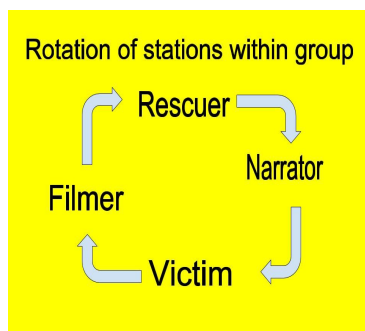 Rotation of stations within group
Rescuer
Narrator
Filmer
Victim